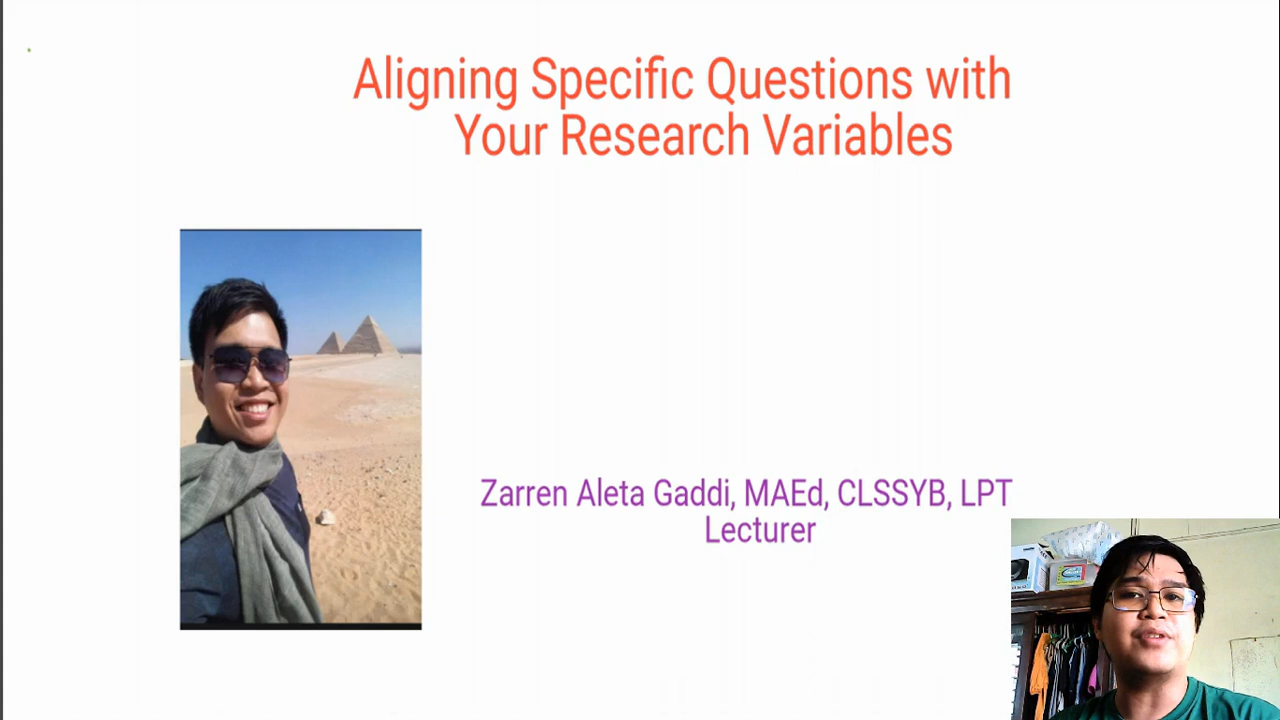 Aligning Specific Questions with
Your Research Variables
Zarren Aleta Gaddi, MAEd, CLSSYB, LPT
Lecturer